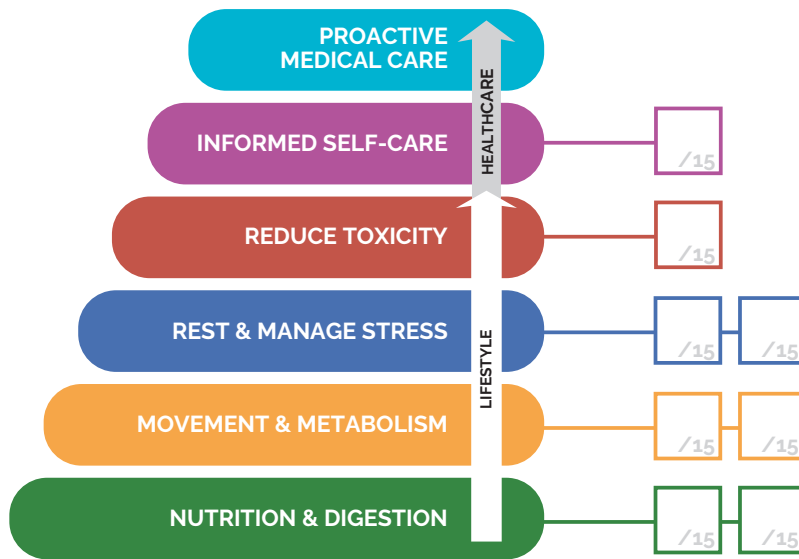 PROACTIVE
MEDICAL CARE
HEALTHCARE
INFORMED SELF-CARE
/15
REDUCE TOXICITY
/15
REST & MANAGE STRESS
/15
/15
LIFESTYLE
MOVEMENT & METABOLISM
/15
/15
NUTRITION & DIGESTION
/15
/15